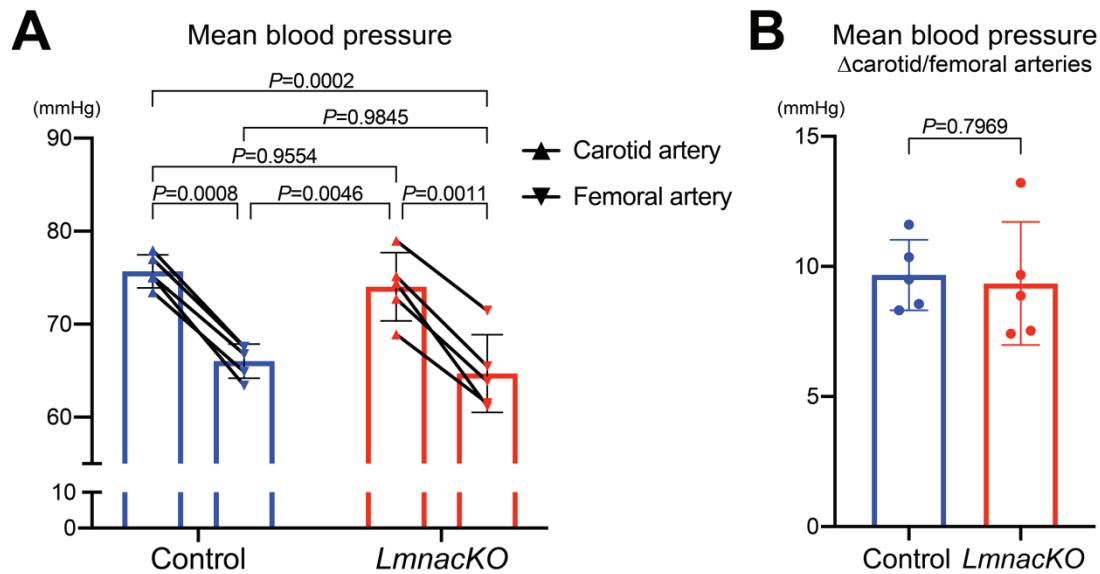 A
Mean blood pressure
P=0.0002
(mmHg)
P=0.9845
90
P=0.9554
Carotid artery
P=0.0008
P=0.0046
P=0.0011
Femoral artery
80
70
60
10
0
Control
LmnacKO
B
Mean blood pressure
Δcarotid/femoral arteries
(mmHg)
P=0.7969
15
10
5
0
Control
LmnacKO